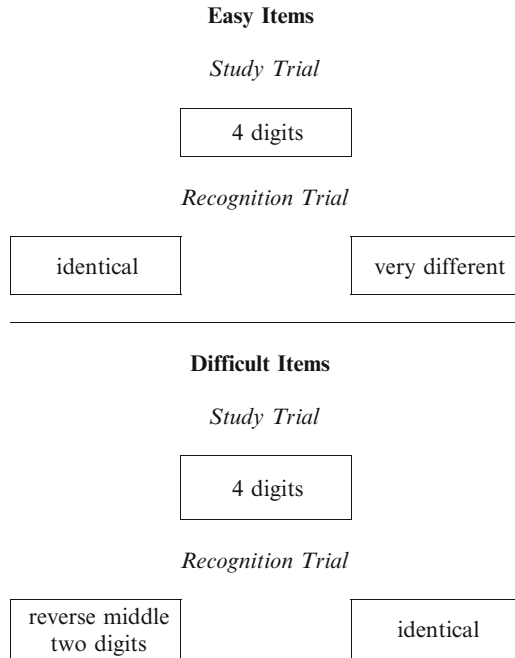 Easy Items
Study Trial
4 digits
Recognition Trial
identical
very different
Difficult Items
Study Trial
4 digits
Recognition Trial
reverse middle
two digits
identical